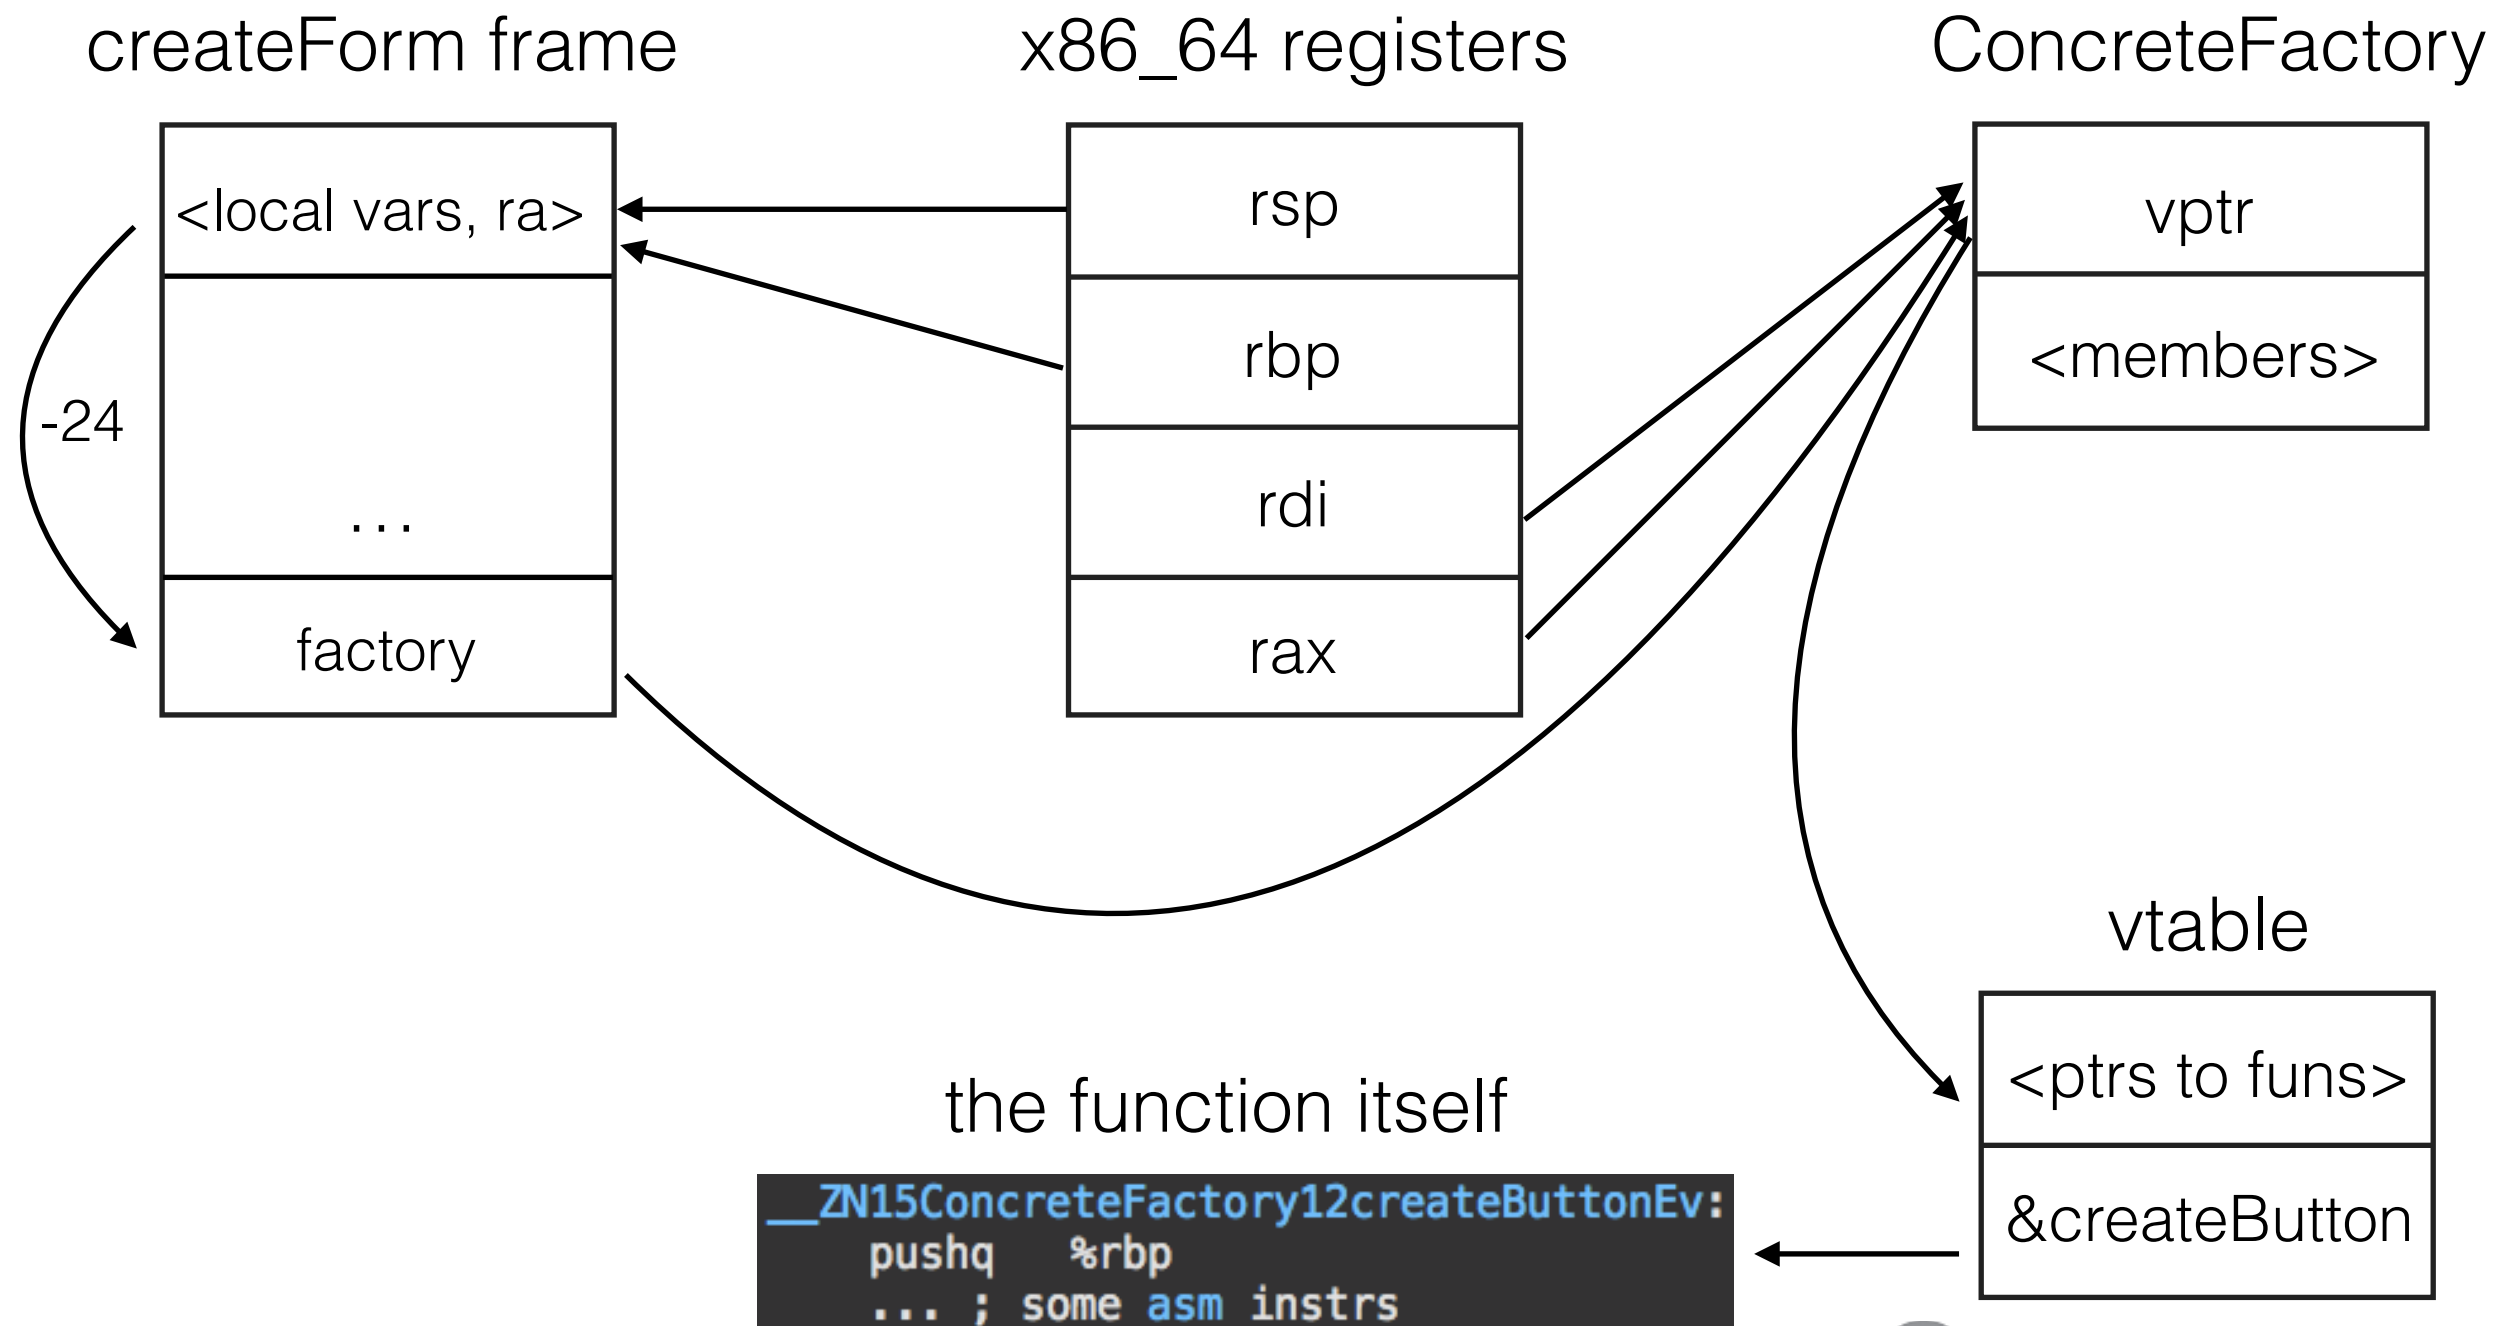 createForm frame
x86_64 registers
ConcreteFactory
<local vars, ra>
-24
...
factory
rsp
rbp
rdi
rax
vptr
<members>
vtable
<ptrs to funs>
&createButton
the function itself
__ZN15ConcreteFactory12createButtonEv:
pushq %rbp
... ; some asm instrs